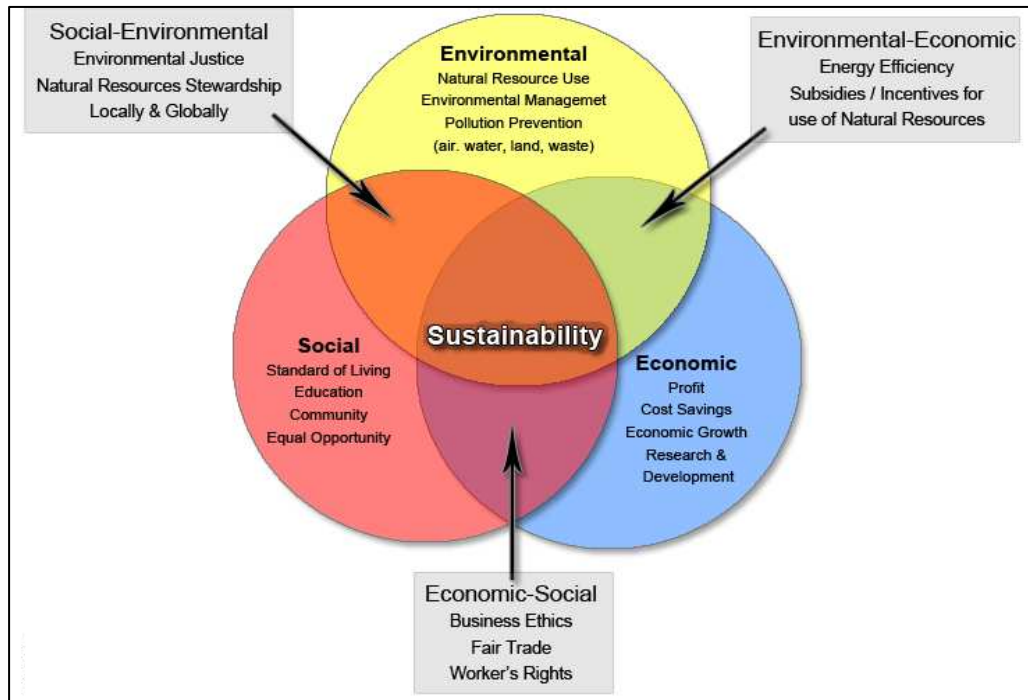 Social-Environmental
Environmental Justice
Natural Resources Stewardship
Locally & Globally
Environmental
Natural Resource Use
Environmental Managemet
Pollution Prevention
(air. water, land, waste)
Environmental-Economic
Energy Efficiency
Subsidies / Incentives for
use of Natural Resources
Sustainability
Social
Standard of Living
Education
Community
Equal Opportunity
Economic
Profit
Cost Savings
Economic Growth
Research &
Development
Economic-Social
Business Ethics
Fair Trade
Worker's Rights